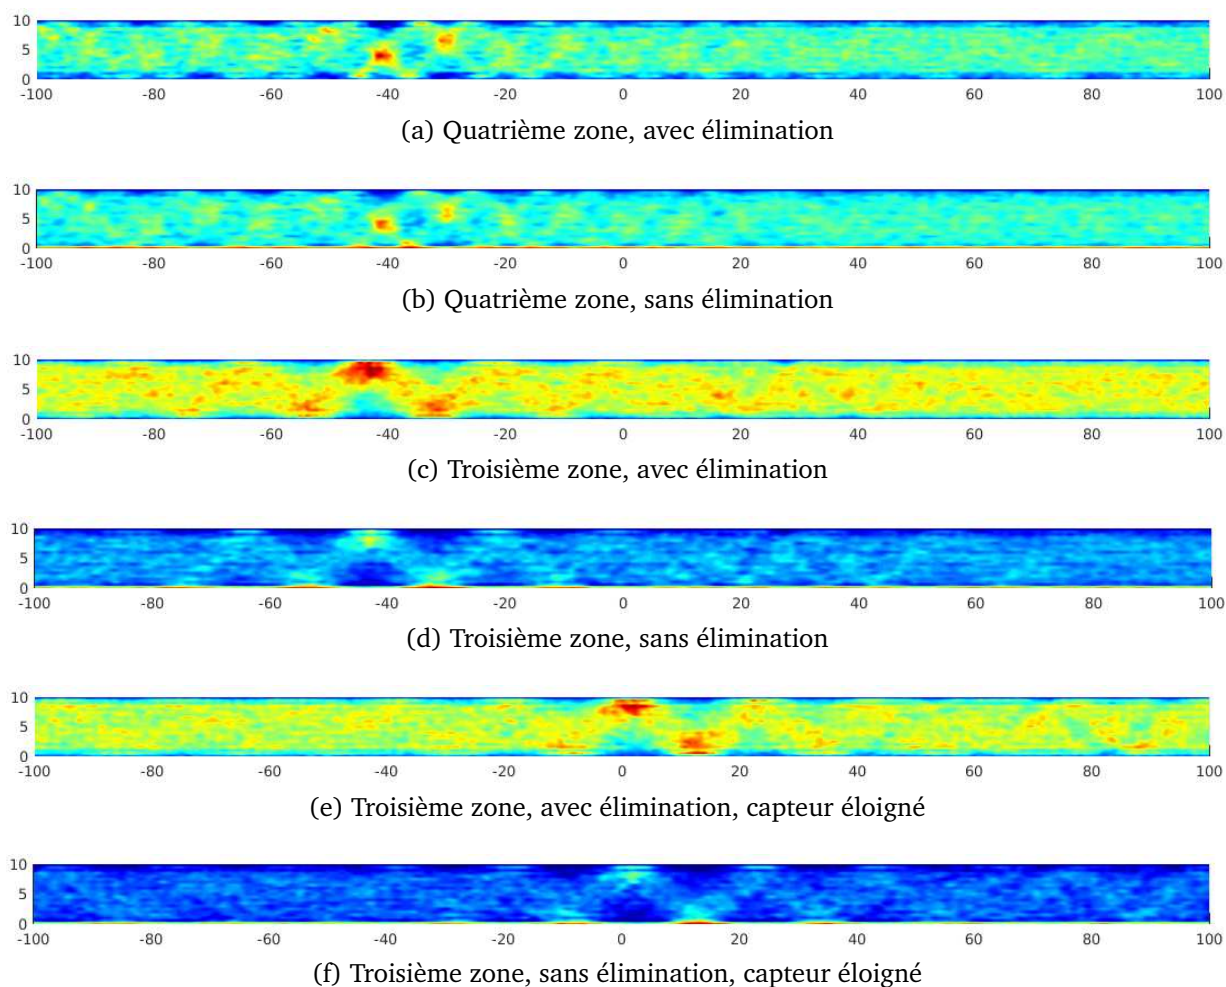 10
5
0
-100 -80 -60 -40 -20 0 20 40 60 80 100
(a) Quatrième zone, avec élimination
10
5
0
-100 -80 -60 -40 -20 0 20 40 60 80 100
(b) Quatrième zone, sans élimination
10
5
0
-100 -80 -60 -40 -20 0 20 40 60 80 100
(c) Troisième zone, avec élimination
10
5
0
-100 -80 -60 -40 -20 0 20 40 60 80 100
(d) Troisième zone, sans élimination
10
5
0
-100 -80 -60 -40 -20 0 20 40 60 80 100
(e) Troisième zone, avec élimination, capteur éloigné
10
5
0
-100 -80 -60 -40 -20 0 20 40 60 80 100
(f) Troisième zone, sans élimination, capteur éloigné